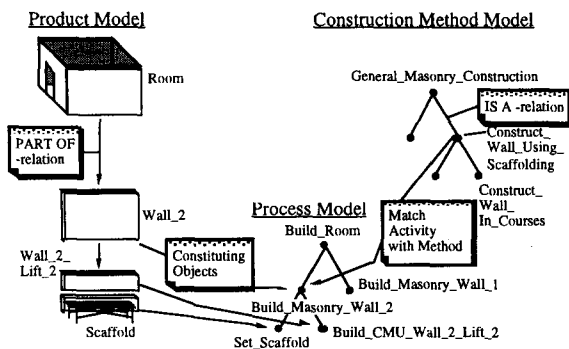 Product Model
Construction Method Model
Room
General_Masonry_Construction
IS A -relation
PART OF
-relation
Construct_
Wall_Using_
Scaffolding
Construct_
Wall_
In_Courses
Wall_2
Process Model
Build_Room
Match
Activity
with Method
Wall_2_
Lift_2
Constituting
Objects
Build_Masonry_Wall_1
Build_Masonry_Wall_2
Scaffold
Set_Scaffold
Build_CMU_Wall_2_Lift_2